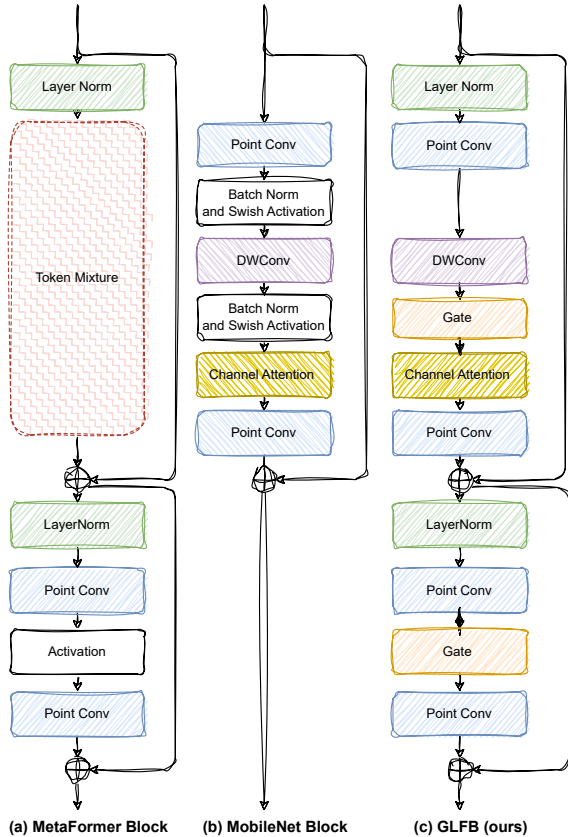 Layer Norm
Token Mixture
LayerNorm
Point Conv
Activation
Point Conv
(a) MetaFormer Block
Point Conv
Batch Norm
and Swish Activation
DWConv
Batch Norm
and Swish Activation
Channel Attention
Point Conv
(b) MobileNet Block
Layer Norm
Point Conv
DWConv
Gate
Channel Attention
Point Conv
LayerNorm
Point Conv
Gate
Point Conv
(c) GLFB (ours)